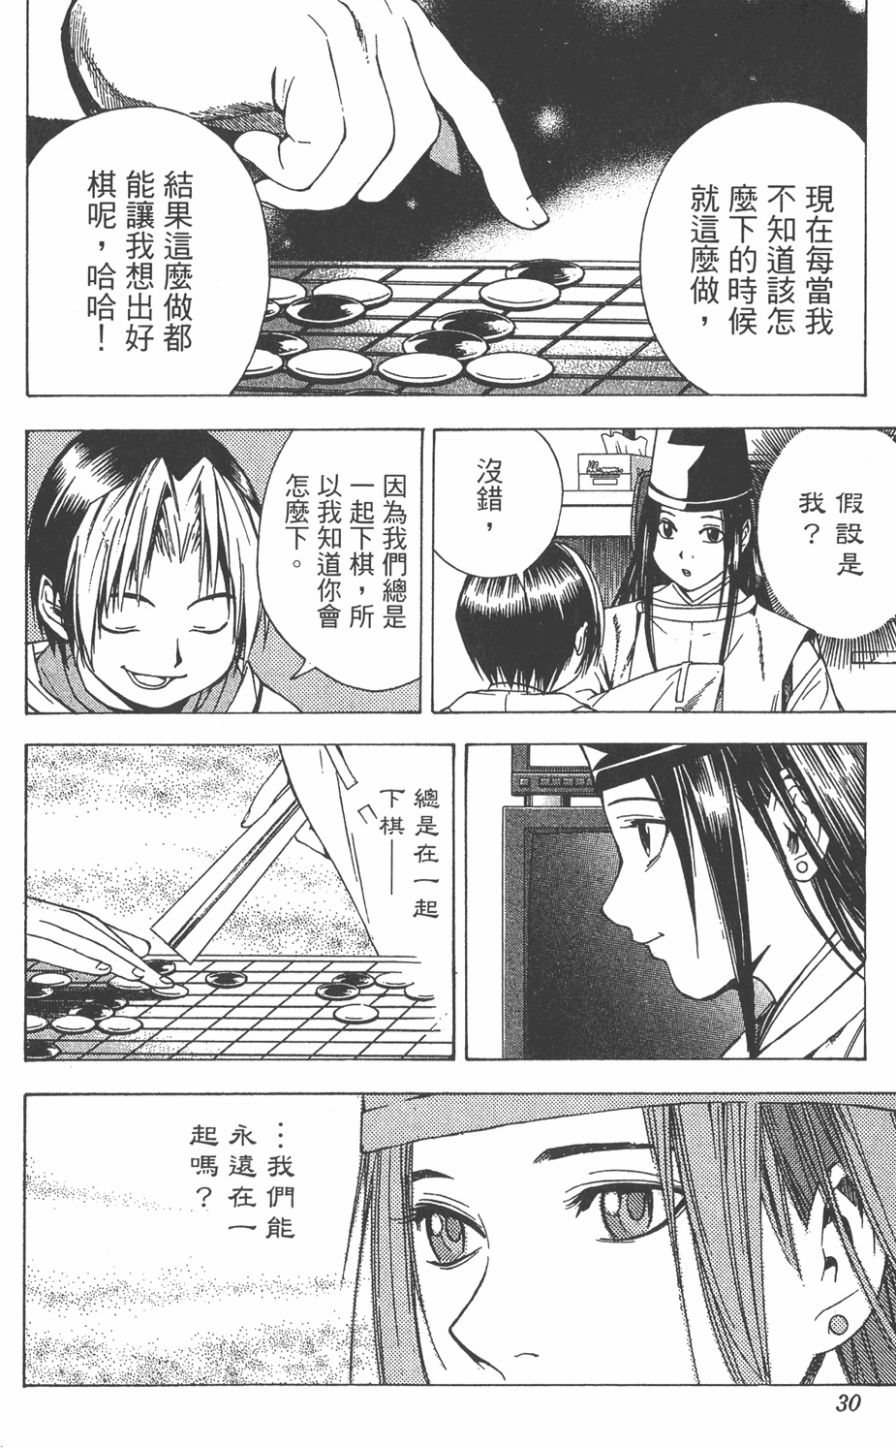 現在每當我
不知道該怎
麼下的時候
就這麼做，
結果這麼做都
能讓我想出好
棋呢，哈哈！
假設是
我？
沒錯，
因為我們總是
一起下棋，所
以我知道你會
怎麼下。
總是在一起
下棋——
…我們能
永遠在一
起嗎？
30